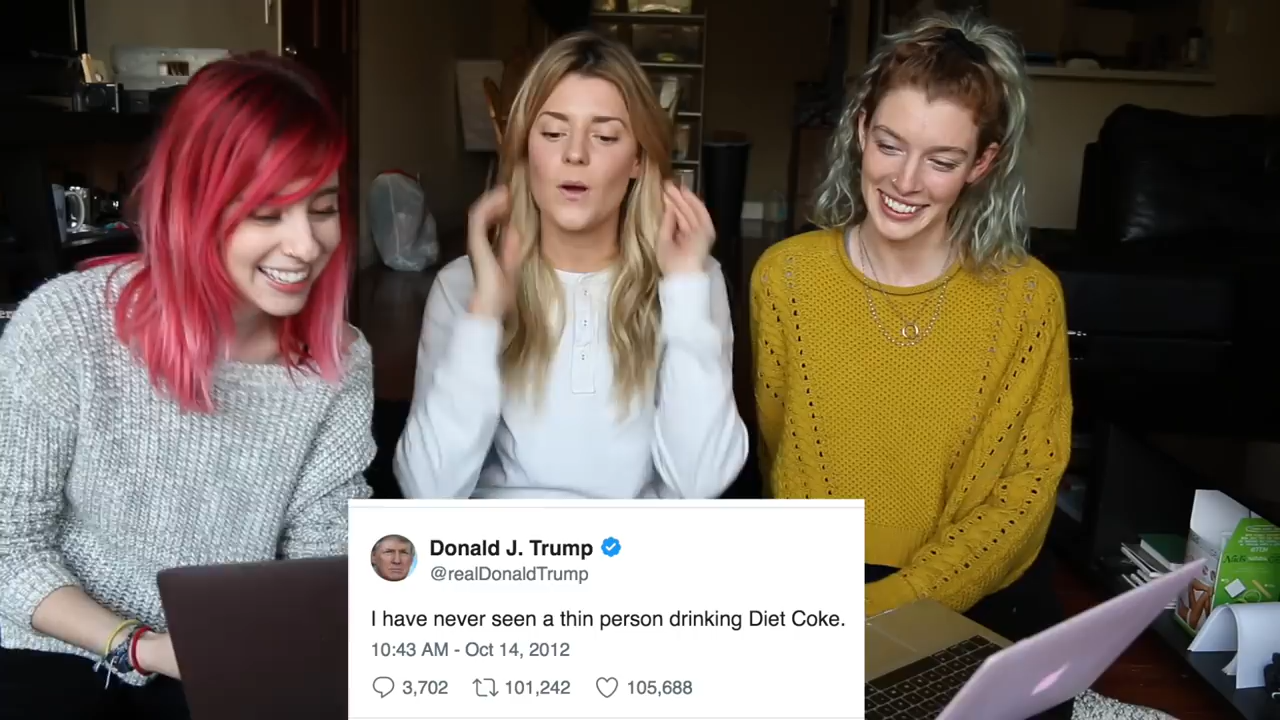 Donald J. Trump
@realDonaldTrump
I have never seen a thin person drinking Diet Coke.
10:43 AM - Oct 14, 2012
3,702 101,242 105,688